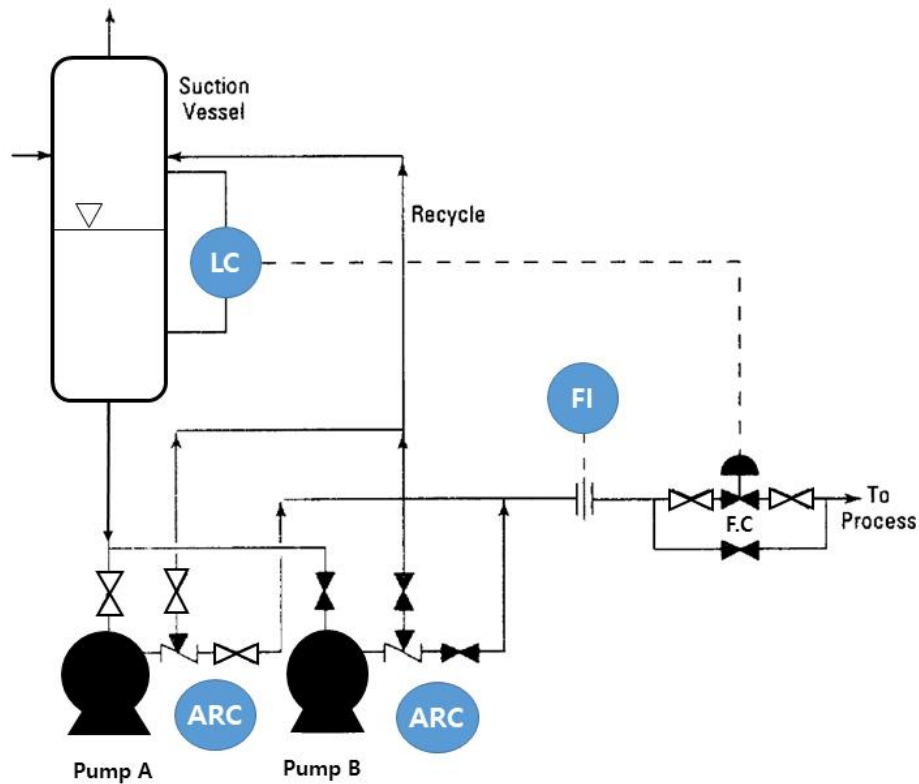 Suction
Vessel
Recycle
LC
FI
To
Process
F.C
ARC
ARC
Pump A
Pump B